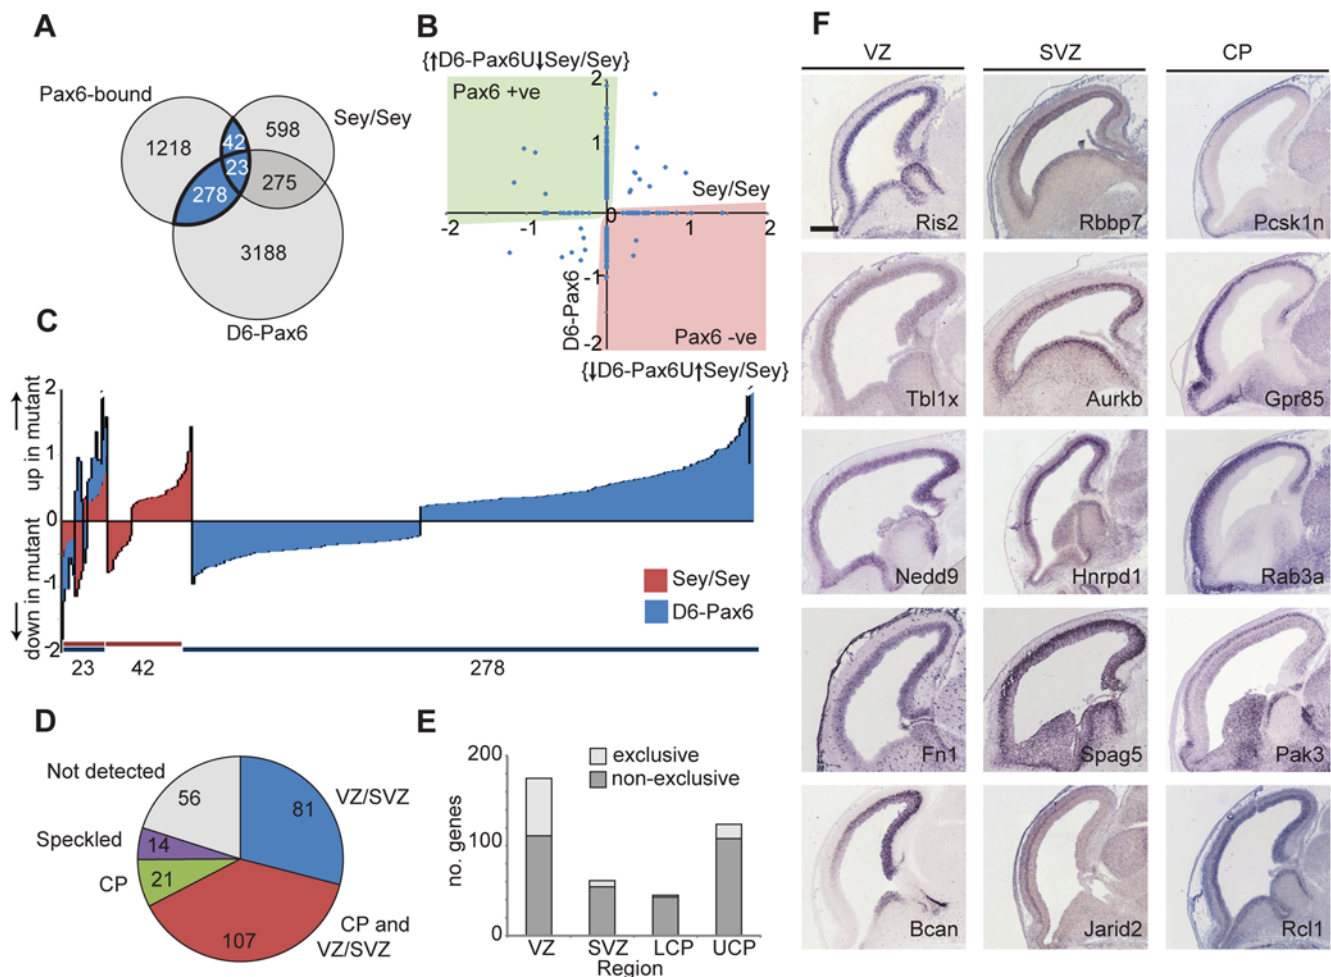 A
Pax6-bound
Sey/Sey
1218
42
598
23
278
275
3188
D6-Pax6
B
{↑D6-Pax6U↓Sey/Sey}
Pax6 +ve
2
1
Sey/Sey
-2
-1
0
1
2
-1
D6-Pax6
-2
Pax6 -ve
{↓D6-Pax6U↑Sey/Sey}
C
up in mutant
down in mutant
2
1
0
-1
-2
Sey/Sey
D6-Pax6
23
42
278
D
Not detected
56
81
VZ/SVZ
Speckled
14
CP
21
107
CP and
VZ/SVZ
E
200
100
0
no. genes
exclusive
non-exclusive
VZ
SVZ
LCP
UCP
Region
F
VZ
SVZ
CP
Ris2
Rbbp7
Pcsk1n
Tbl1x
Aurkb
Gpr85
Nedd9
Hnrpd1
Rab3a
Fn1
Spag5
Pak3
Bcan
Jarid2
Rcl1